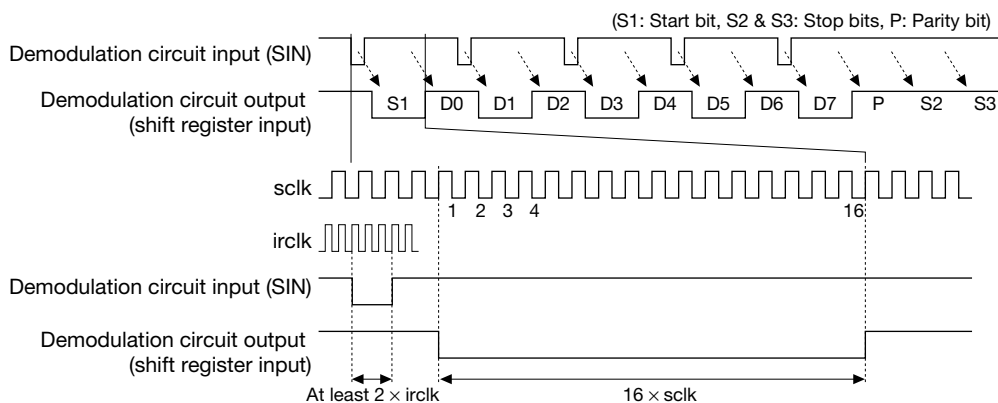 (S1: Start bit, S2 & S3: Stop bits, P: Parity bit)
Demodulation circuit input (SIN)
Demodulation circuit output
(shift register input)
S1 D0 D1 D2 D3 D4 D5 D6 D7 P S2 S3
sclk
1 2 3 4 16
irclk
Demodulation circuit input (SIN)
Demodulation circuit output
(shift register input)
At least 2 × irclk 16 × sclk